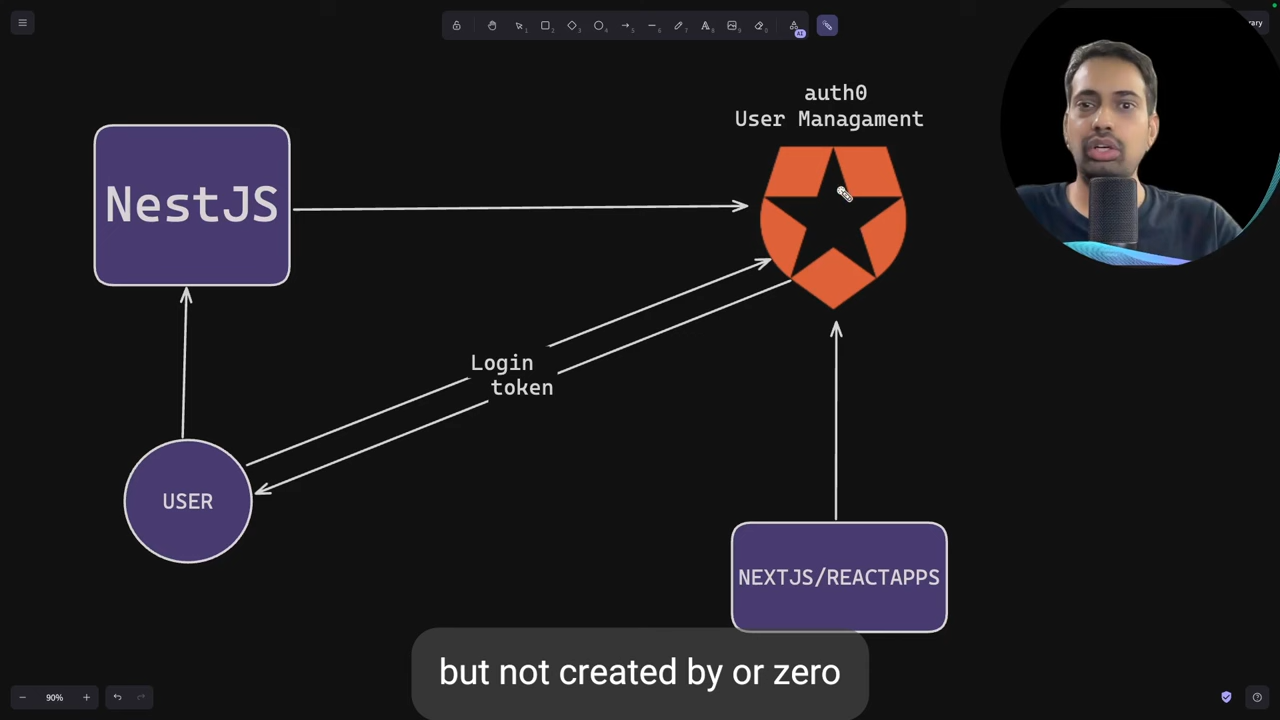 auth0
User Managament
NestJS
Login
token
USER
NEXTJS/REACTAPPS
but not created by or zero
90%